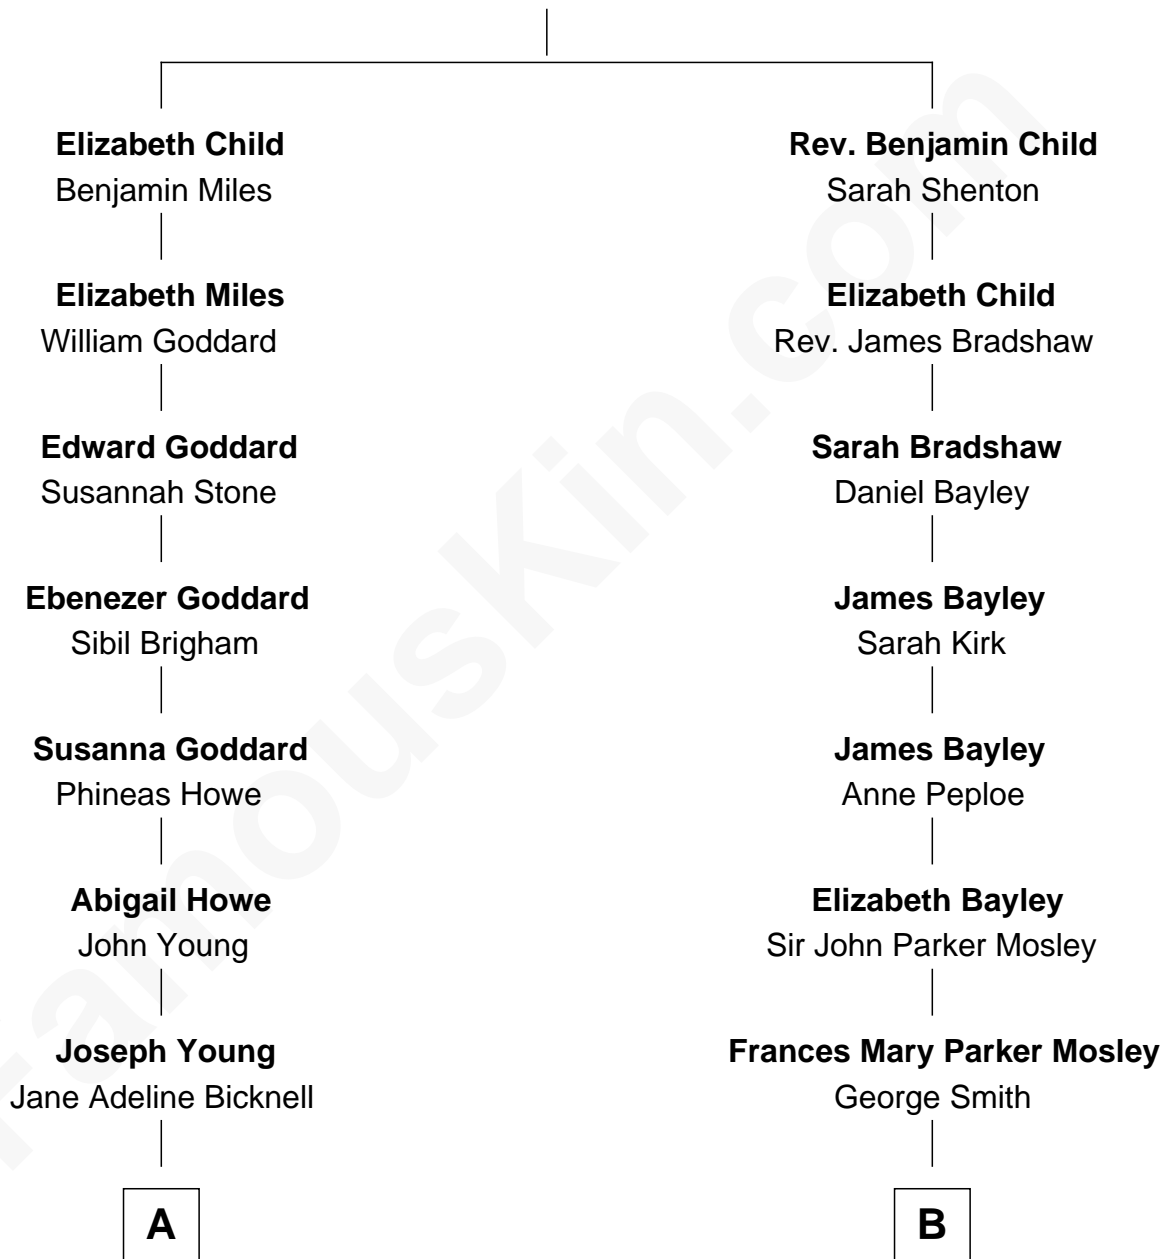 Elizabeth Child
Benjamin Miles
Elizabeth Miles
William Goddard
Edward Goddard
Susannah Stone
Ebenezer Goddard
Sibil Brigham
Susanna Goddard
Phineas Howe
Abigail Howe
John Young
Joseph Young
Jane Adeline Bicknell
A
Rev. Benjamin Child
Sarah Shenton
Elizabeth Child
Rev. James Bradshaw
Sarah Bradshaw
Daniel Bayley
James Bayley
Sarah Kirk
James Bayley
Anne Peploe
Elizabeth Bayley
Sir John Parker Mosley
Frances Mary Parker Mosley
George Smith
B
FamousKin.com